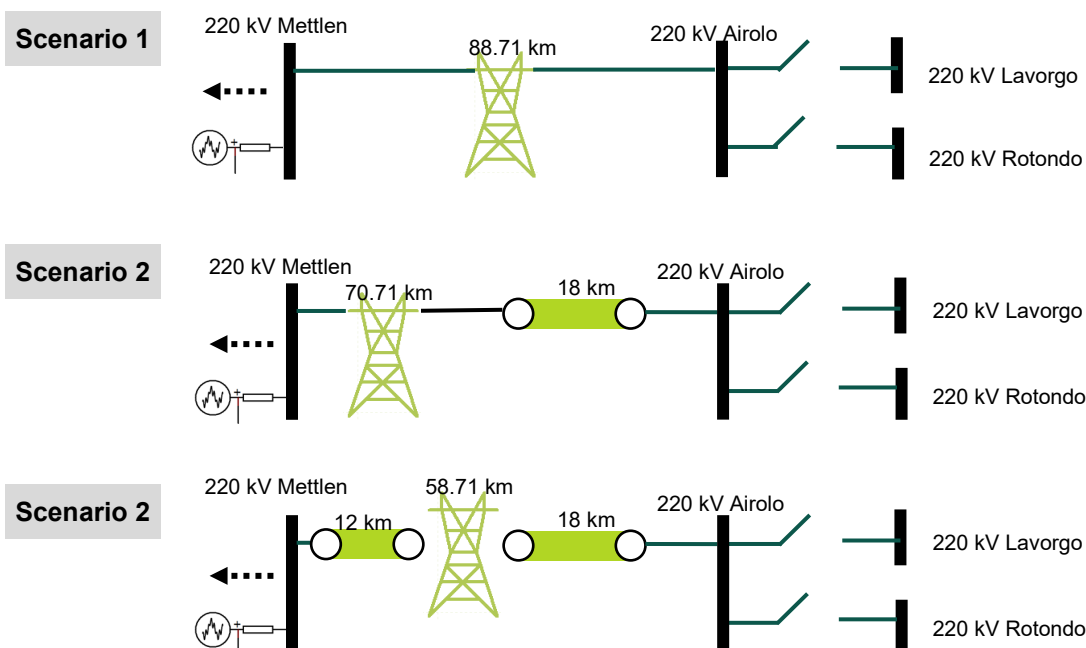 Scenario 1
220 kV Mettlen
88.71 km
220 kV Airolo
220 kV Lavorgo
+
220 kV Rotondo
Scenario 2
220 kV Mettlen
70.71 km
18 km
220 kV Airolo
220 kV Lavorgo
+
220 kV Rotondo
Scenario 2
220 kV Mettlen
12 km
58.71 km
18 km
220 kV Airolo
220 kV Lavorgo
+
220 kV Rotondo